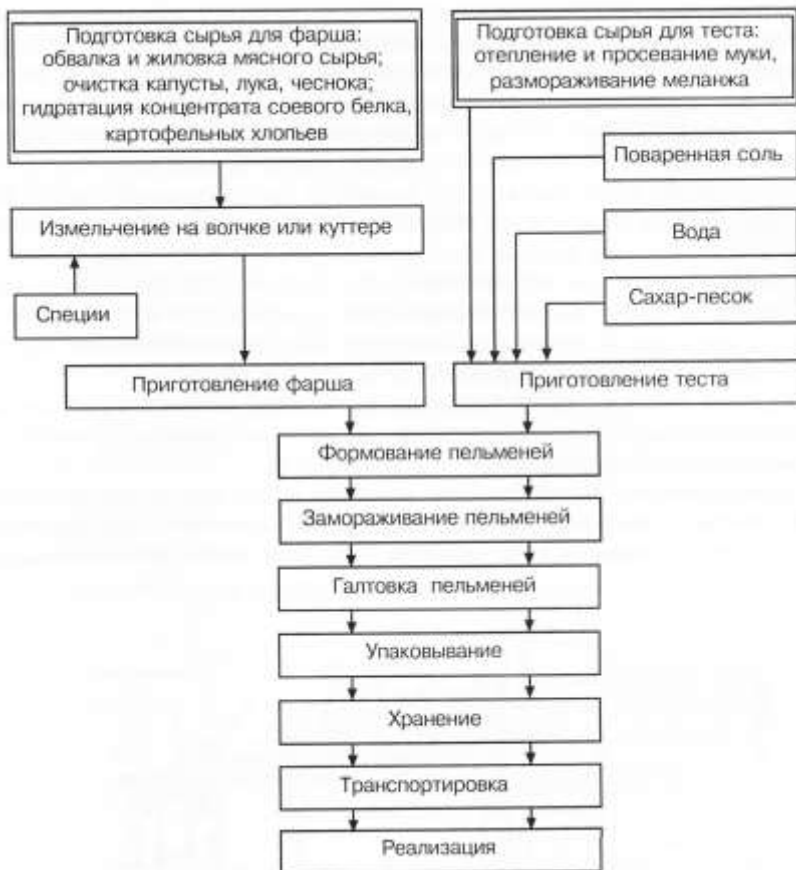 Подготовка сырья для фарша:
обвалка и жиловка мясного сырья;
очистка капусты, лука, чеснока;
гидратация концентрата соевого белка,
картофельных хлопьев
Подготовка сырья для теста:
отепление и просевание муки,
размораживание меланжа
Поваренная соль
Измельчение на волчке или куттере
Вода
Специи
Сахар-песок
Приготовление фарша
Приготовление теста
Формование пельменей
Замораживание пельменей
Галтовка пельменей
Упаковывание
Хранение
Транспортировка
Реализация